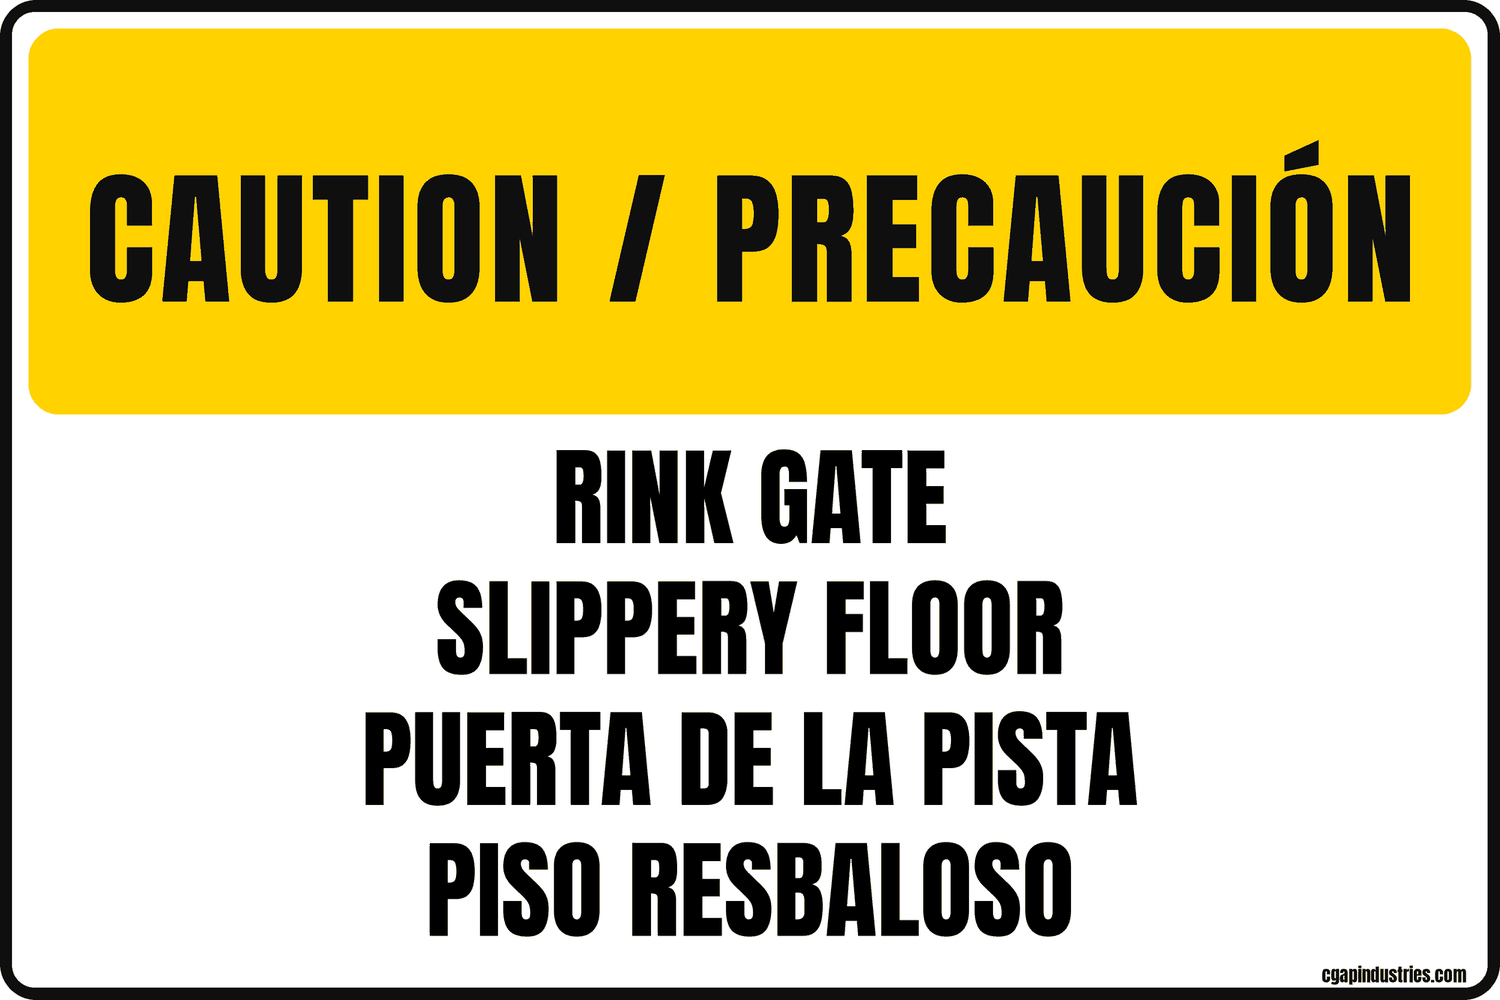 CAUTION / PRECAUCIÓN
RINK GATE
SLIPPERY FLOOR
PUERTA DE LA PISTA
PISO RESBALOSO
cgapindustries.com